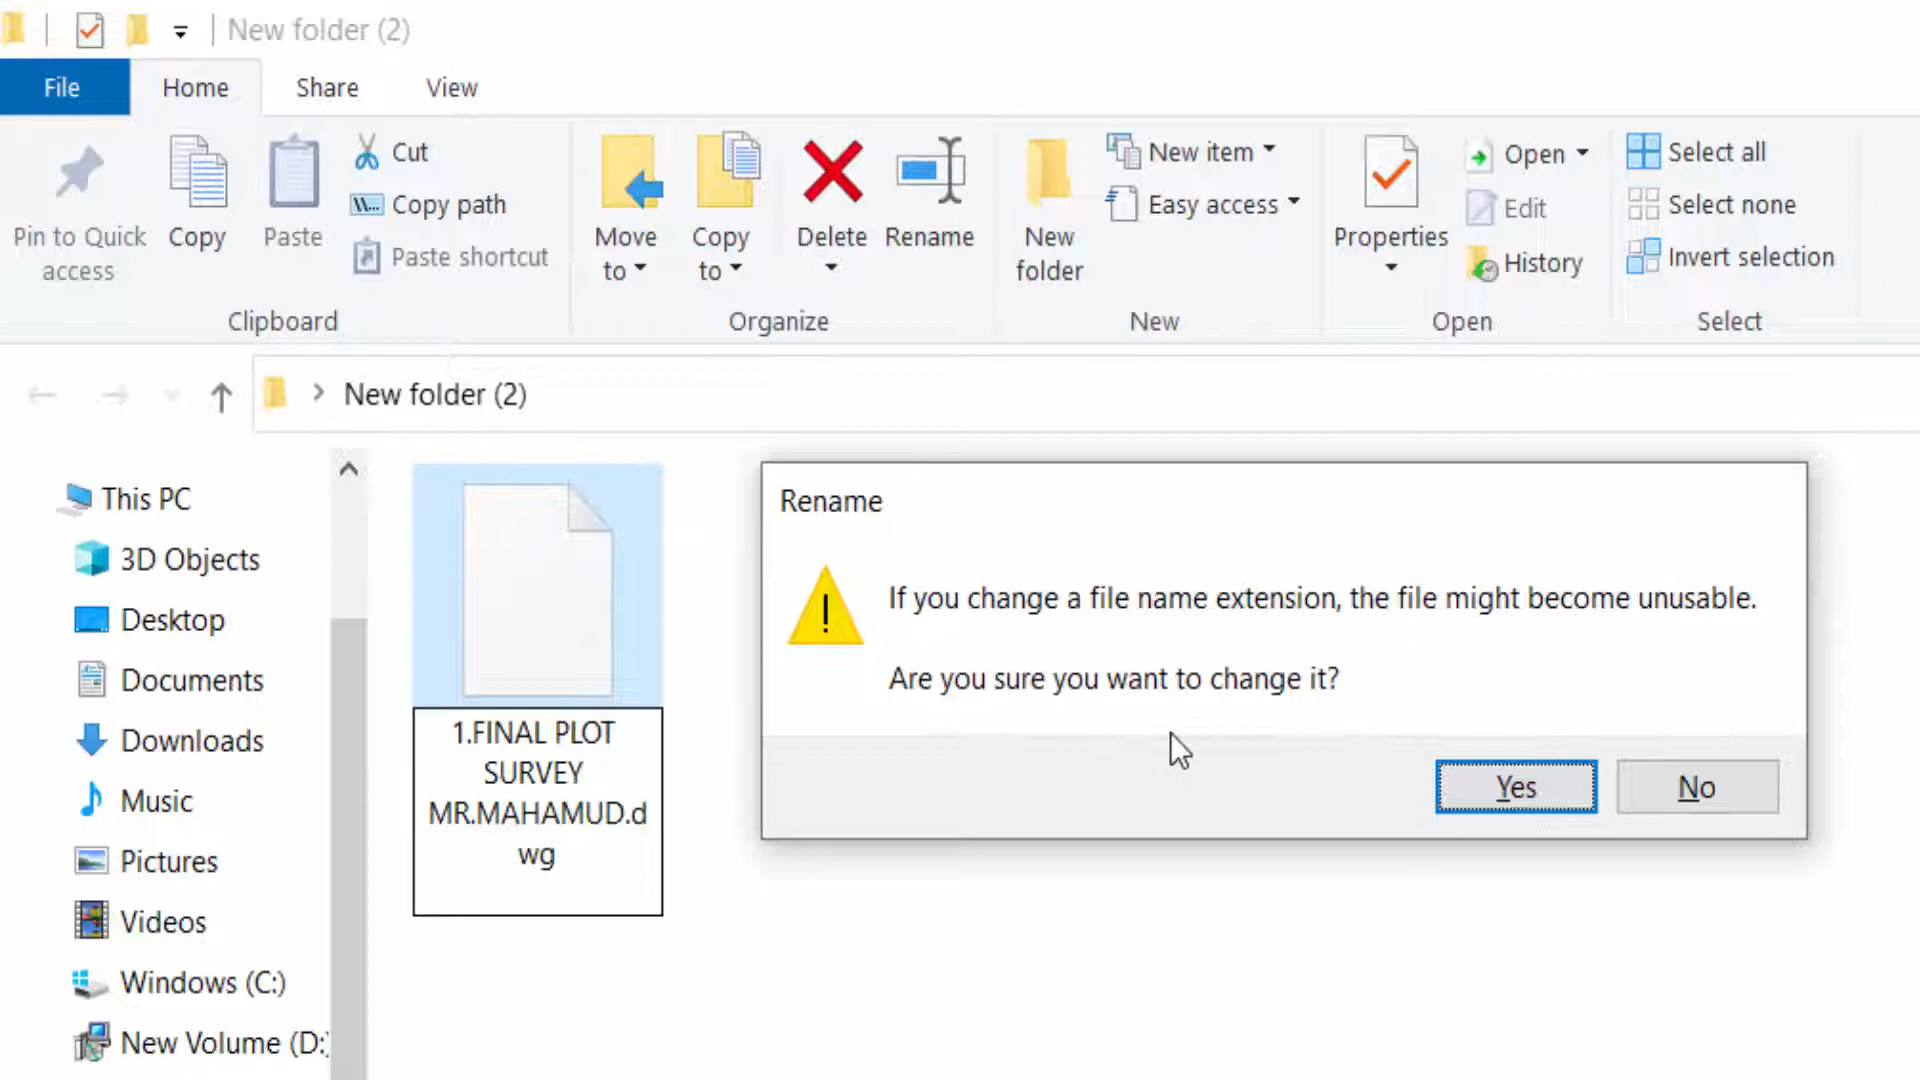 New folder (2)
File
Home
Share
View
Pin to Quick
access
Copy
Paste
Cut
Copy path
Paste shortcut
Clipboard
Move
to
Copy
to
Delete
Rename
Organize
New
folder
New item
Easy access
New
Properties
Open
Edit
History
Open
Select all
Select none
Invert selection
Select
New folder (2)
This PC
3D Objects
Desktop
Documents
Downloads
Music
Pictures
Videos
Windows (C:)
New Volume (D:)
1.FINAL PLOT
SURVEY
MR.MAHAMUD.d
wg
Rename
If you change a file name extension, the file might become unusable.
Are you sure you want to change it?
Yes
No